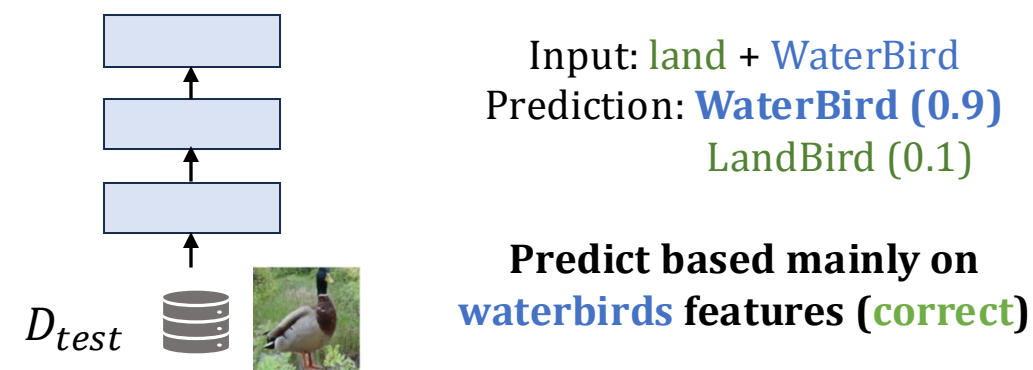 Input: land + WaterBird
Prediction: WaterBird (0.9)
LandBird (0.1)
Predict based mainly on
waterbirds features (correct)
D_test